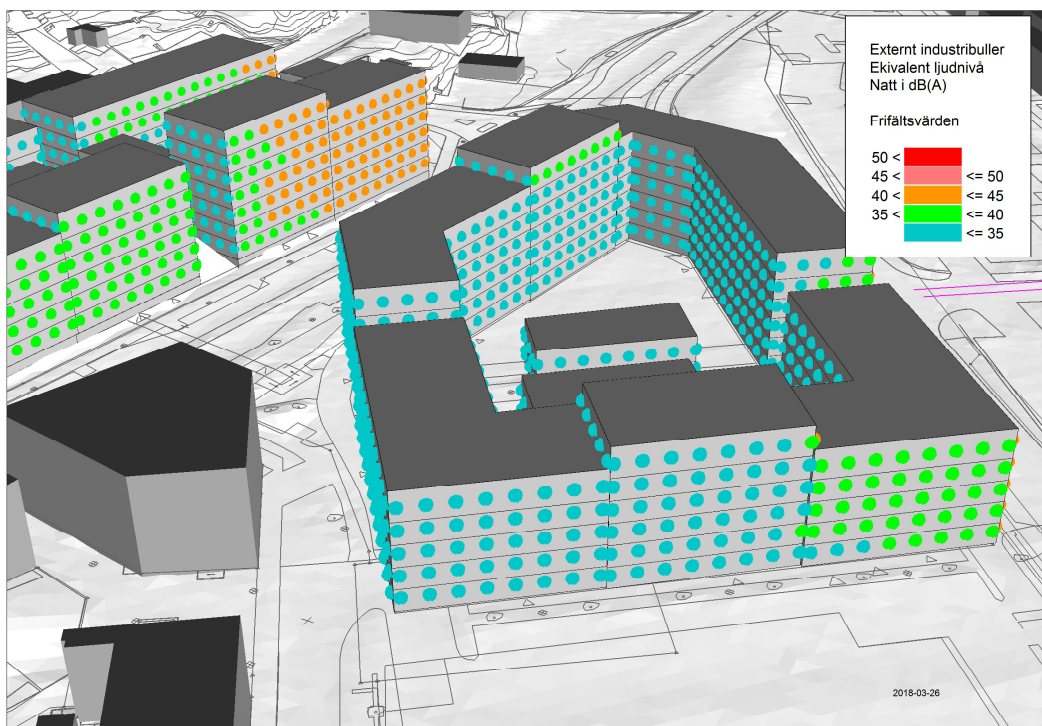 Externt industribuller
Ekivalent ljudnivå
Natt i dB(A)
Frifältsvärden
50 <
45 < <= 50
40 < <= 45
35 < <= 40
<= 35
2018-03-26